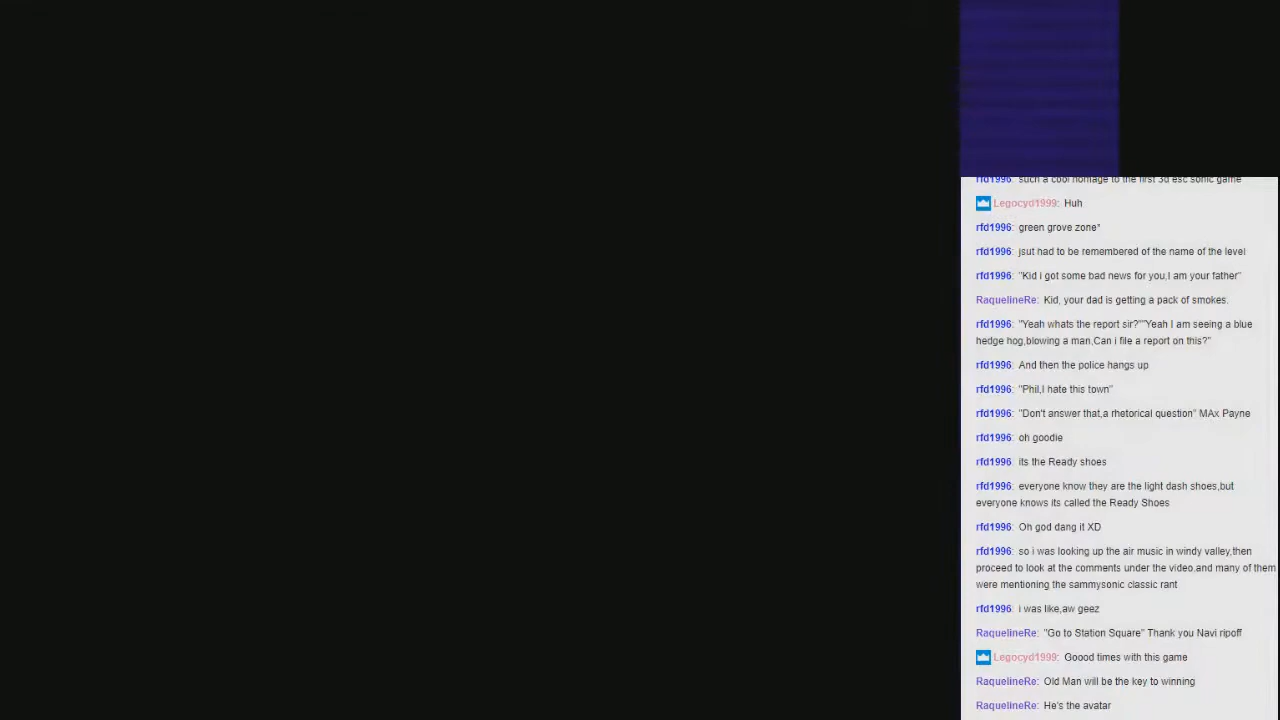 rfd1996: such a cool homage to the first 3d esc sonic game
Legocyd1999: Huh
rfd1996: green grove zone*
rfd1996: jsut had to be remembered of the name of the level
rfd1996: "Kid i got some bad news for you,I am your father"
RaquelineRe: Kid, your dad is getting a pack of smokes.
rfd1996: "Yeah whats the report sir?""Yeah I am seeing a blue
hedge hog,blowing a man,Can i file a report on this?"
rfd1996: And then the police hangs up
rfd1996: "Phil,I hate this town"
rfd1996: "Don't answer that,a rhetorical question" MAx Payne
rfd1996: oh goodie
rfd1996: its the Ready shoes
rfd1996: everyone know they are the light dash shoes,but
everyone knows its called the Ready Shoes
rfd1996: Oh god dang it XD
rfd1996: so i was looking up the air music in windy valley,then
proceed to look at the comments under the video,and many of them
were mentioning the sammysonic classic rant
rfd1996: i was like,aw geez
RaquelineRe: "Go to Station Square" Thank you Navi ripoff
Legocyd1999: Goood times with this game
RaquelineRe: Old Man will be the key to winning
RaquelineRe: He's the avatar